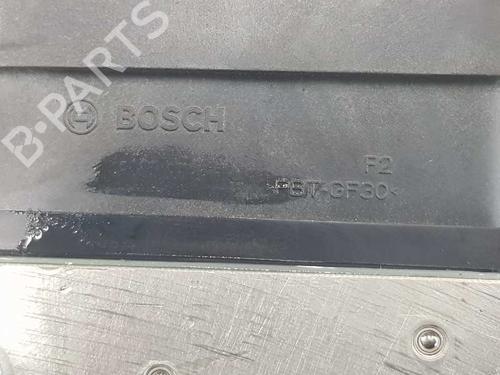 B-PARTS
BOSCH
F2
>PBT-GF30<